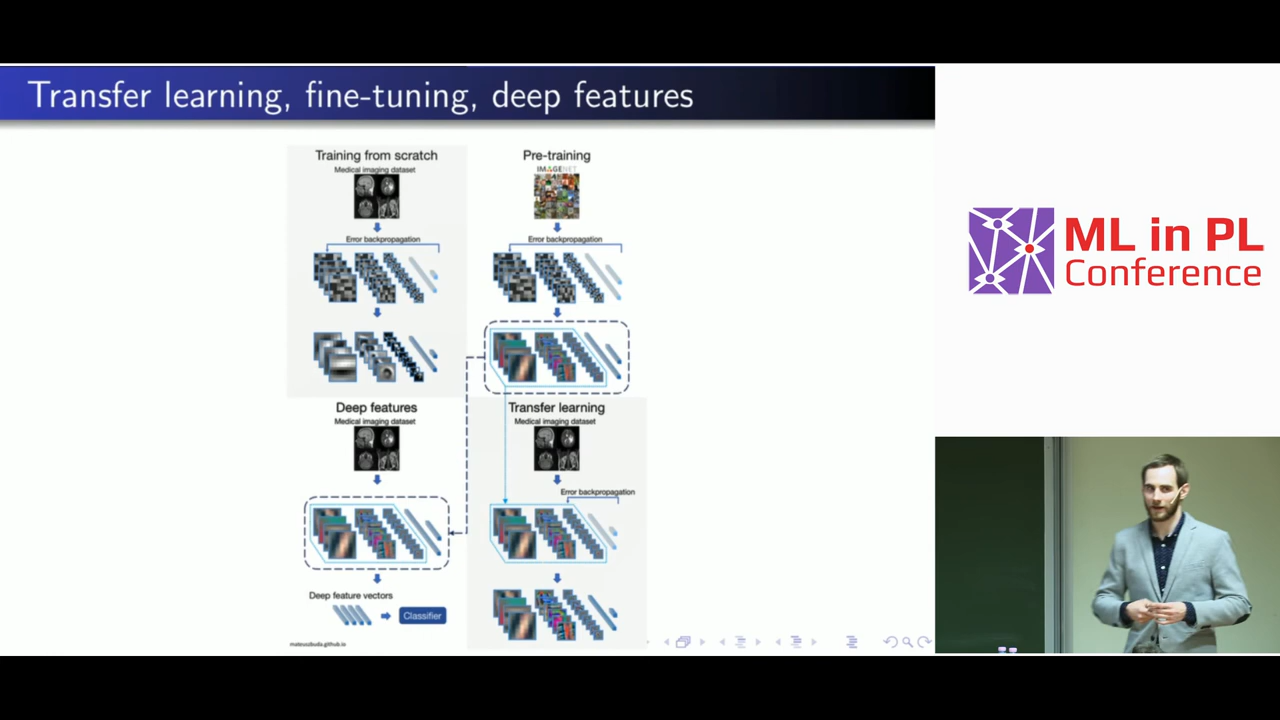 Transfer learning, fine-tuning, deep features
Training from scratch
Medical imaging dataset
Error backpropagation
Pre-training
IMAGENET
Error backpropagation
Deep features
Medical imaging dataset
Deep feature vectors
Classifier
Transfer learning
Medical imaging dataset
Error backpropagation
mateuszbuda.github.io
ML in PL
Conference